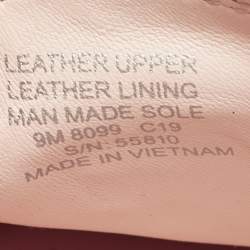 LEATHER UPPER
LEATHER LINING
MAN MADE SOLE
9M 8099 C19
S/N: 55810
MADE IN VIETNAM